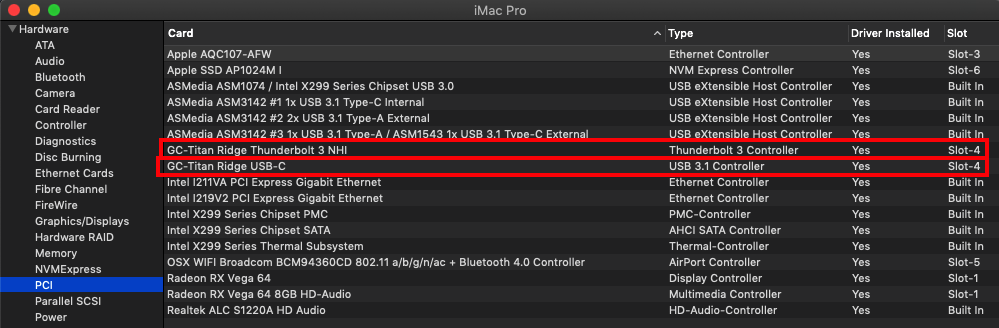 iMac Pro
Hardware
ATA
Audio
Bluetooth
Camera
Card Reader
Controller
Diagnostics
Disc Burning
Ethernet Cards
Fibre Channel
FireWire
Graphics/Displays
Hardware RAID
Memory
NVMExpress
PCI
Parallel SCSI
Power
Card Type Driver Installed Slot
Apple AQC107-AFW Ethernet Controller Yes Slot-3
Apple SSD AP1024M I NVM Express Controller Yes Slot-6
ASMedia ASM1074 / Intel X299 Series Chipset USB 3.0 USB eXtensible Host Controller Yes Built In
ASMedia ASM3142 #1 1x USB 3.1 Type-C Internal USB eXtensible Host Controller Yes Built In
ASMedia ASM3142 #2 2x USB 3.1 Type-A External USB eXtensible Host Controller Yes Built In
ASMedia ASM3142 #3 1x USB 3.1 Type-A / ASM1543 1x USB 3.1 Type-C External USB eXtensible Host Controller Yes Built In
GC-Titan Ridge Thunderbolt 3 NHI Thunderbolt 3 Controller Yes Slot-4
GC-Titan Ridge USB-C USB 3.1 Controller Yes Slot-4
Intel I211VA PCI Express Gigabit Ethernet Ethernet Controller Yes Built In
Intel I219V2 PCI Express Gigabit Ethernet Ethernet Controller Yes Built In
Intel X299 Series Chipset PMC PMC-Controller Yes Built In
Intel X299 Series Chipset SATA AHCI SATA Controller Yes Built In
Intel X299 Series Thermal Subsystem Thermal-Controller Yes Built In
OSX WIFI Broadcom BCM94360CD 802.11 a/b/g/n/ac + Bluetooth 4.0 Controller AirPort Controller Yes Slot-5
Radeon RX Vega 64 Display Controller Yes Slot-1
Radeon RX Vega 64 8GB HD-Audio Multimedia Controller Yes Slot-1
Realtek ALC S1220A HD Audio HD-Audio-Controller Yes Built In